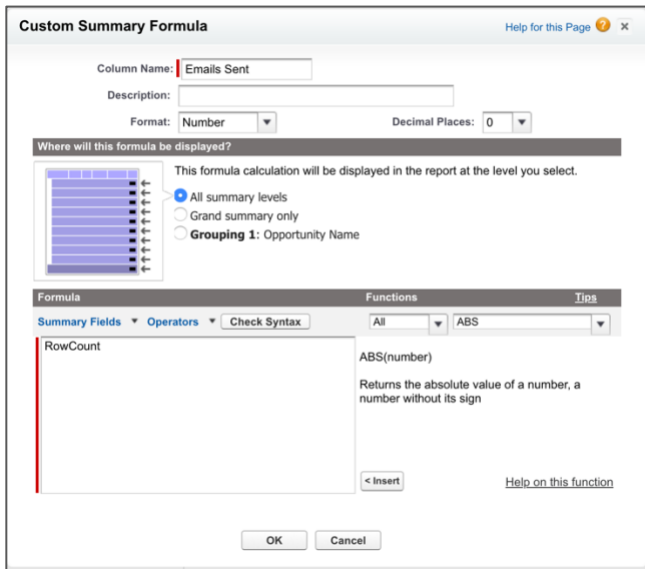 Custom Summary Formula
Help for this Page ? x
Column Name: Emails Sent
Description:
Format: Number
Decimal Places: 0
Where will this formula be displayed?
This formula calculation will be displayed in the report at the level you select.
All summary levels
Grand summary only
Grouping 1: Opportunity Name
Formula
Functions
Tips
Summary Fields Operators Check Syntax
All
ABS
RowCount
ABS(number)
Returns the absolute value of a number, a
number without its sign
< Insert
Help on this function
OK
Cancel